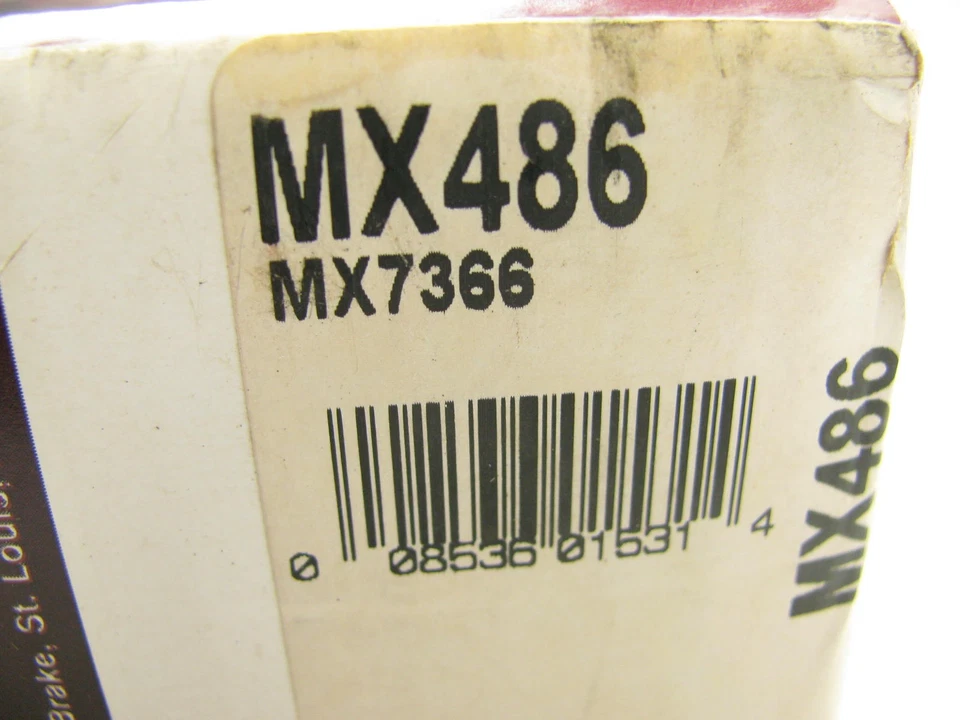 MX486
MX7366
0 08536 01531 4
MX486
Brake, St. Louis,